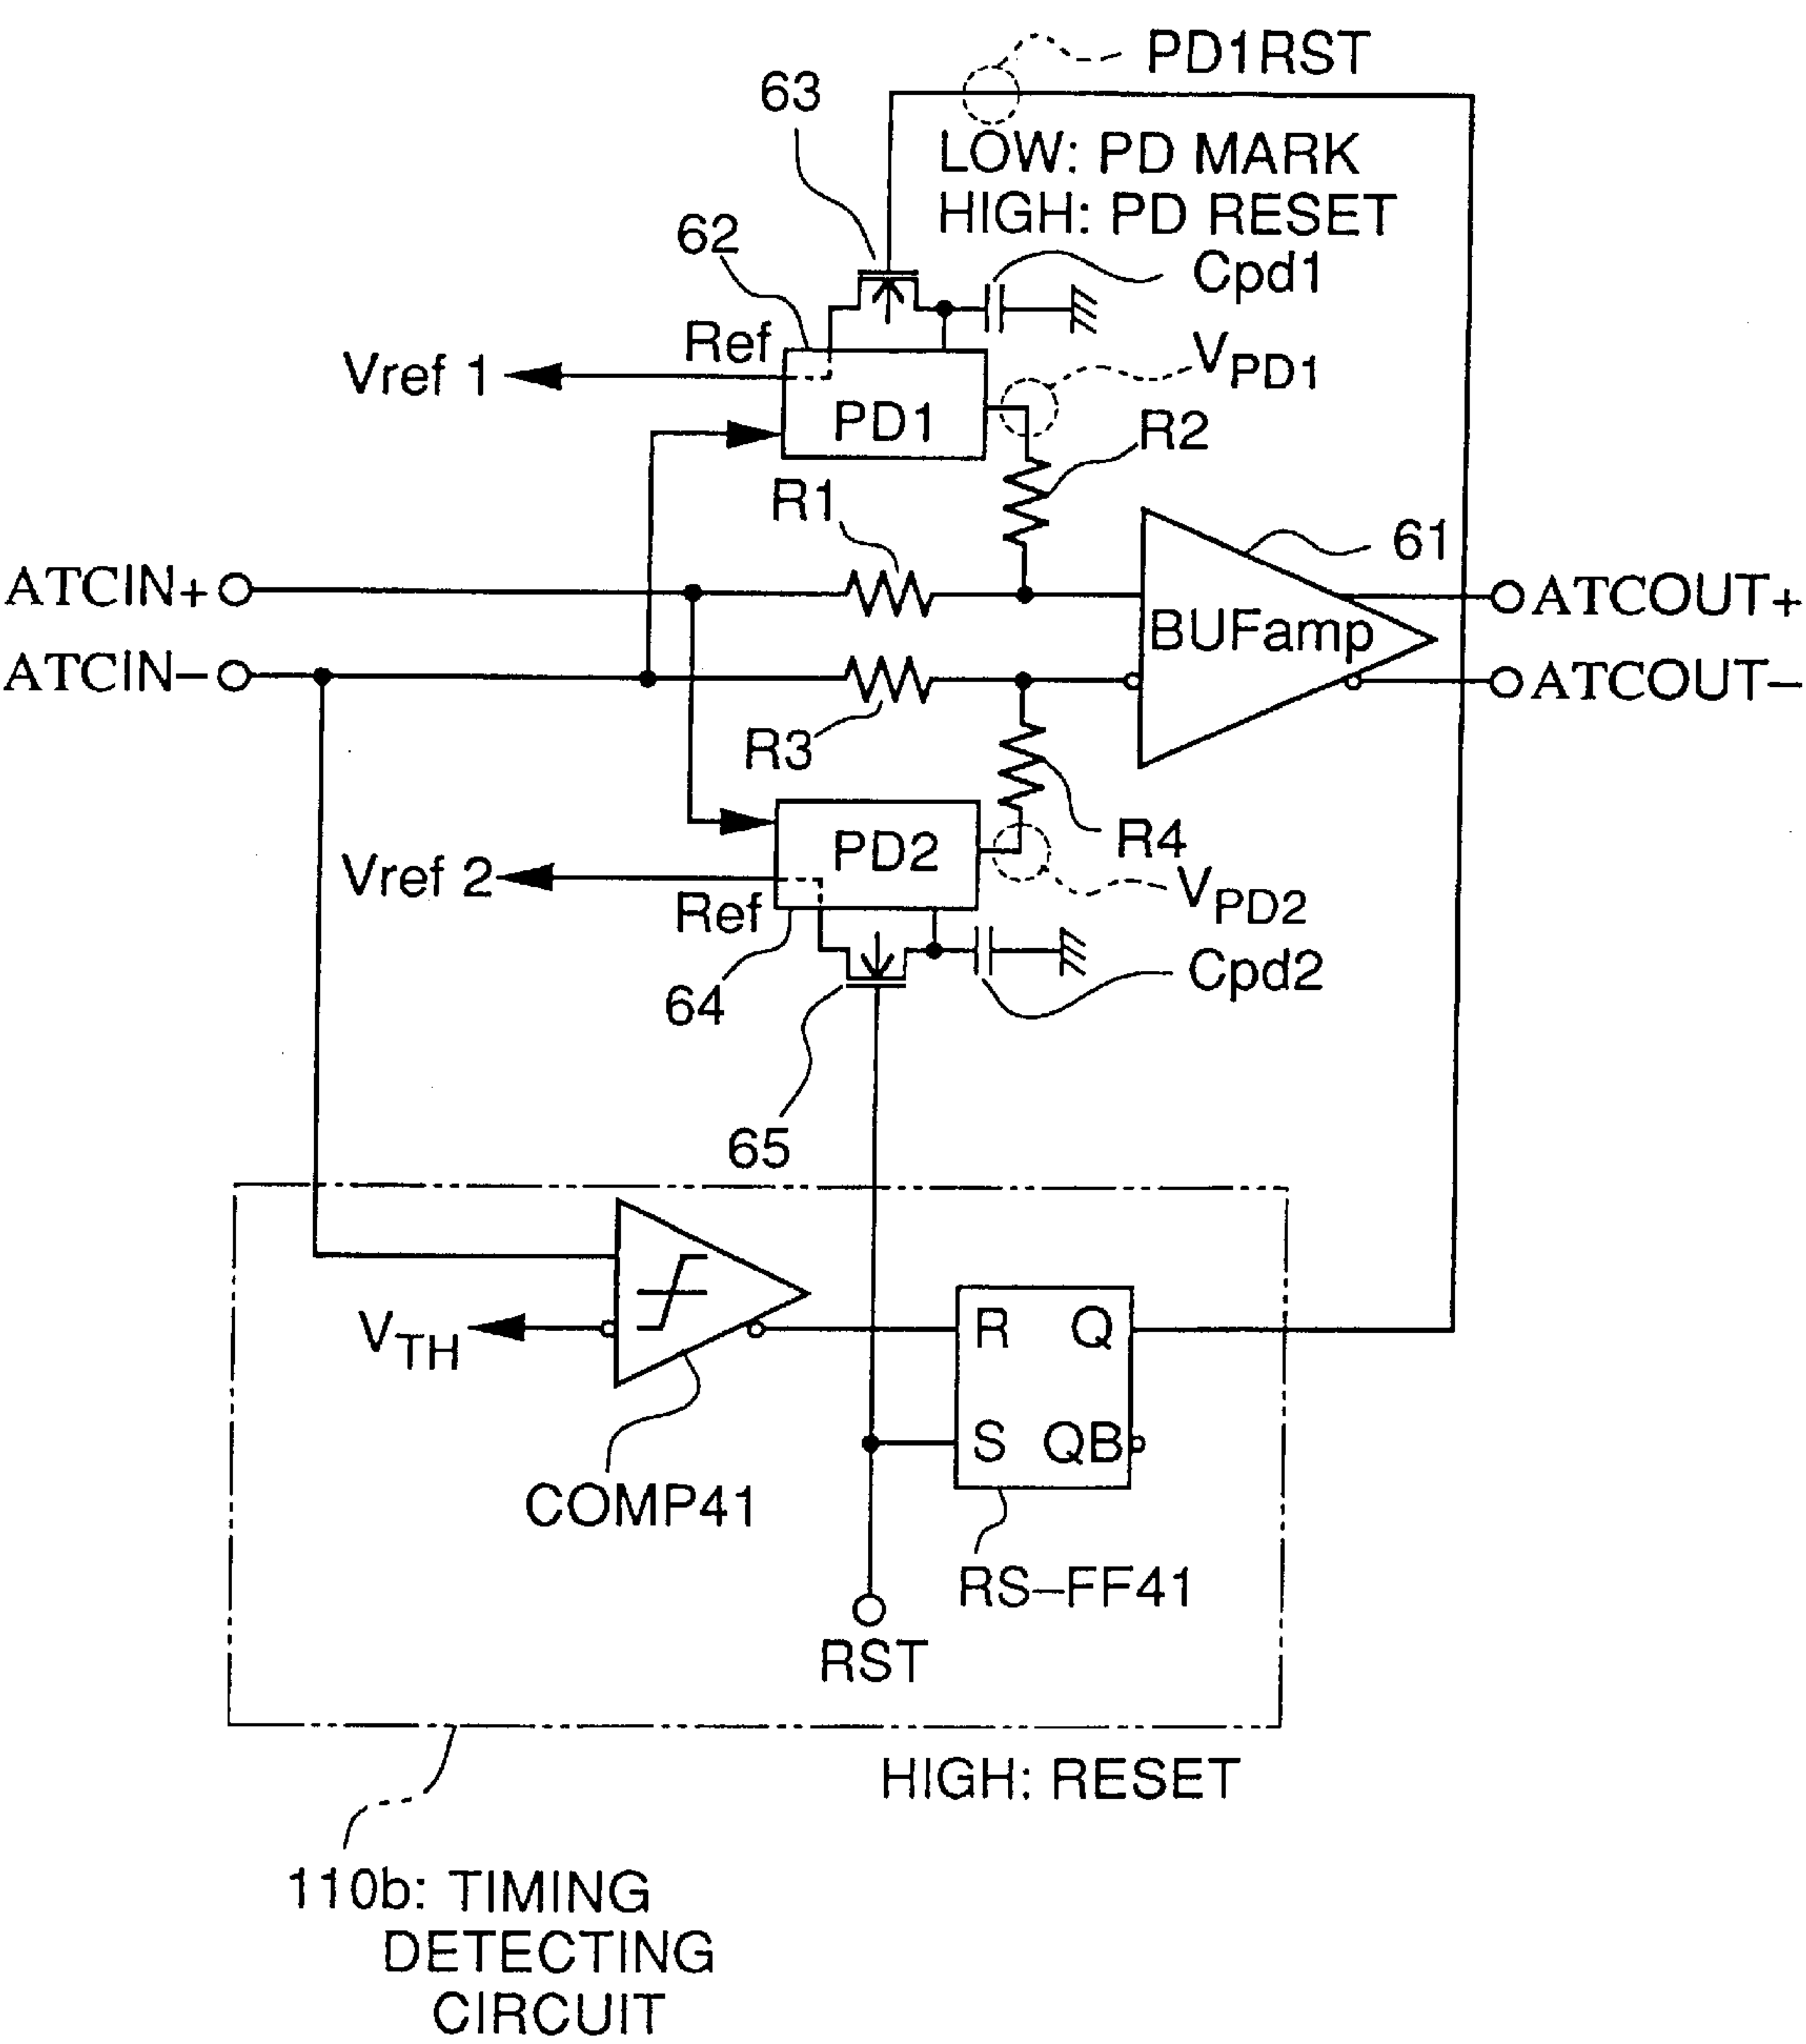 PD1RST
63
LOW: PD MARK
HIGH: PD RESET
62
Cpd1
Ref
Vref 1
VPD1
PD1
R2
R1
61
ATCIN+
ATCOUT+
BUFamp
ATCIN−
ATCOUT−
R3
R4
PD2
Vref 2
VPD2
Ref
Cpd2
64
65
R Q
VTH
S QB
COMP41
RS−FF41
RST
HIGH: RESET
110b: TIMING
DETECTING
CIRCUIT